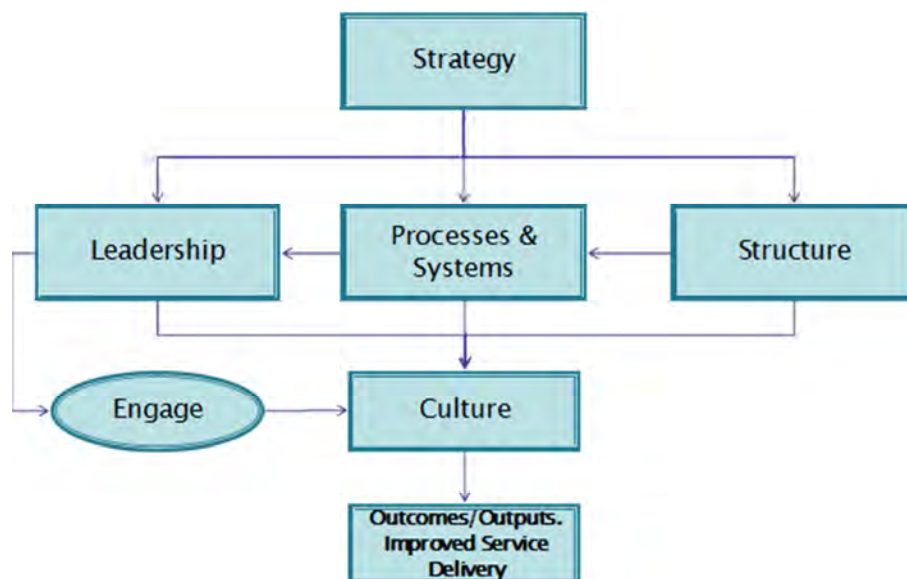 Strategy
Leadership
Processes &
Systems
Structure
Engage
Culture
Outcomes/Outputs.
Improved Service
Delivery